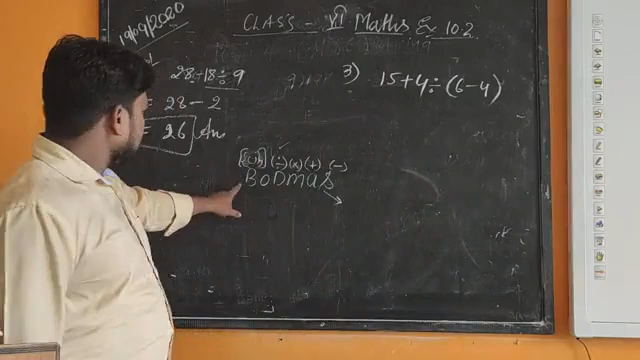 19/09/2020
CLASS - VI Maths Ex 10.2
28-18÷9
= 28-2
= 26 Ans
3) 15+4÷(6-4)
(÷)(×)(+) (-)
BODMAS